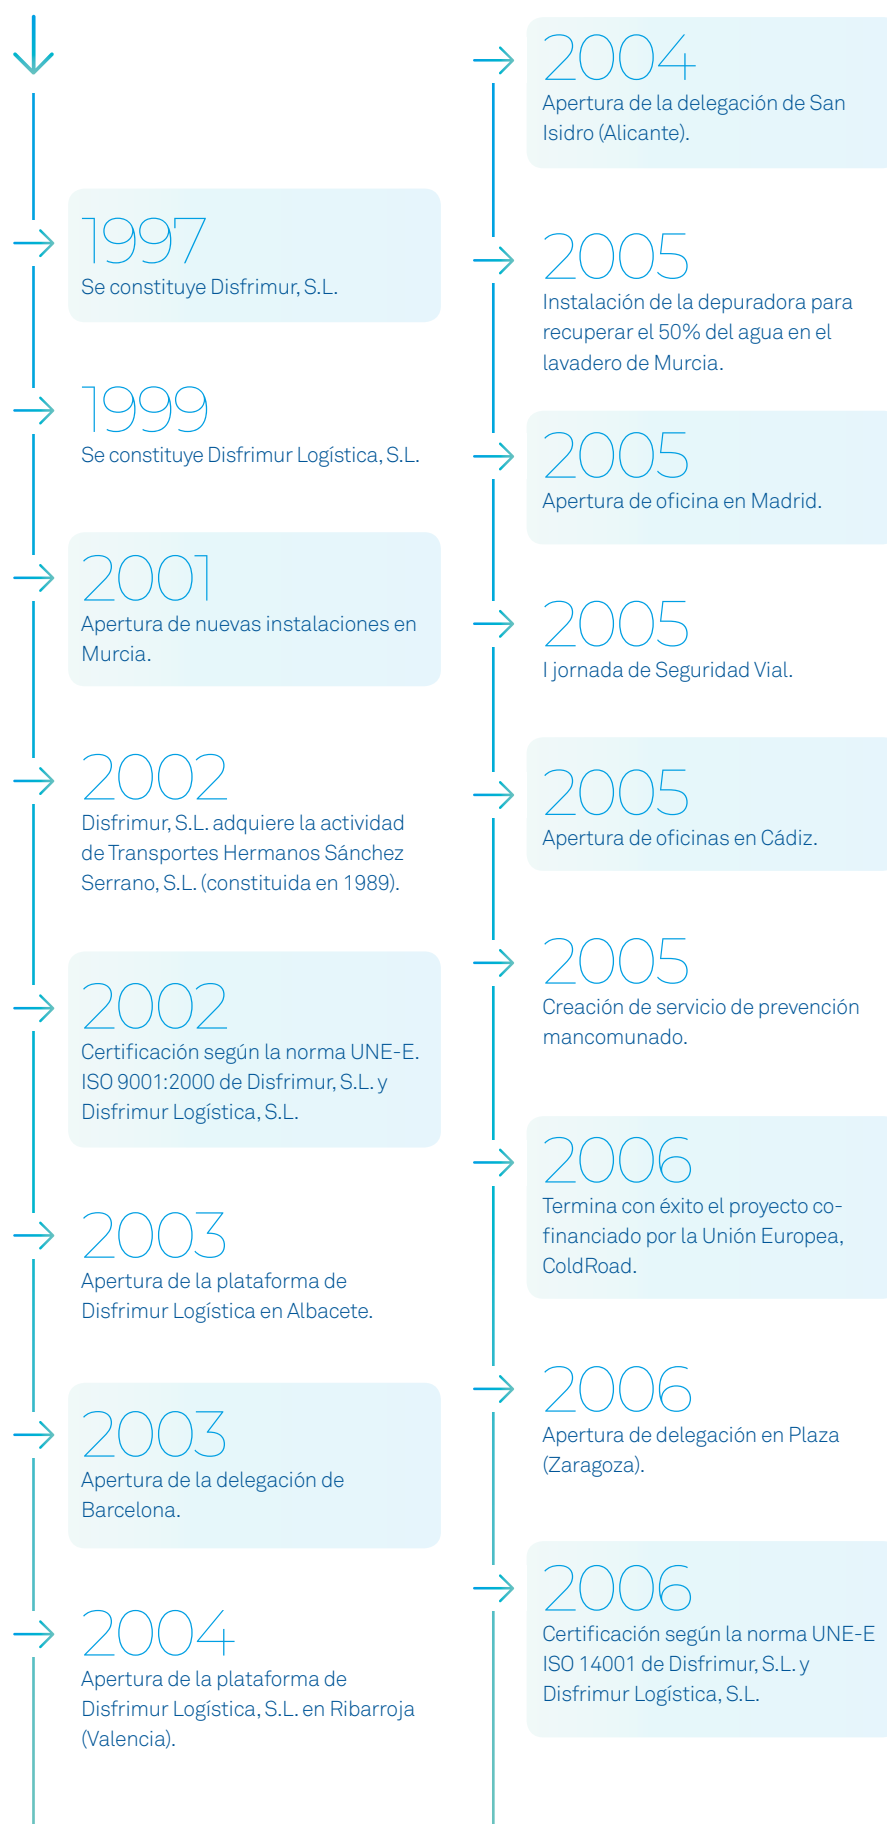 1997
Se constituye Disfrimur, S.L.
1999
Se constituye Disfrimur Logística, S.L.
2001
Apertura de nuevas instalaciones en
Murcia.
2002
Disfrimur, S.L. adquiere la actividad
de Transportes Hermanos Sánchez
Serrano, S.L. (constituida en 1989).
2002
Certificación según la norma UNE-E.
ISO 9001:2000 de Disfrimur, S.L. y
Disfrimur Logística, S.L.
2003
Apertura de la plataforma de
Disfrimur Logística en Albacete.
2003
Apertura de la delegación de
Barcelona.
2004
Apertura de la plataforma de
Disfrimur Logística, S.L. en Ribarroja
(Valencia).
2004
Apertura de la delegación de San
Isidro (Alicante).
2005
Instalación de la depuradora para
recuperar el 50% del agua en el
lavadero de Murcia.
2005
Apertura de oficina en Madrid.
2005
I jornada de Seguridad Vial.
2005
Apertura de oficinas en Cádiz.
2005
Creación de servicio de prevención
mancomunado.
2006
Termina con éxito el proyecto co-
financiado por la Unión Europea,
ColdRoad.
2006
Apertura de delegación en Plaza
(Zaragoza).
2006
Certificación según la norma UNE-E
ISO 14001 de Disfrimur, S.L. y
Disfrimur Logística, S.L.